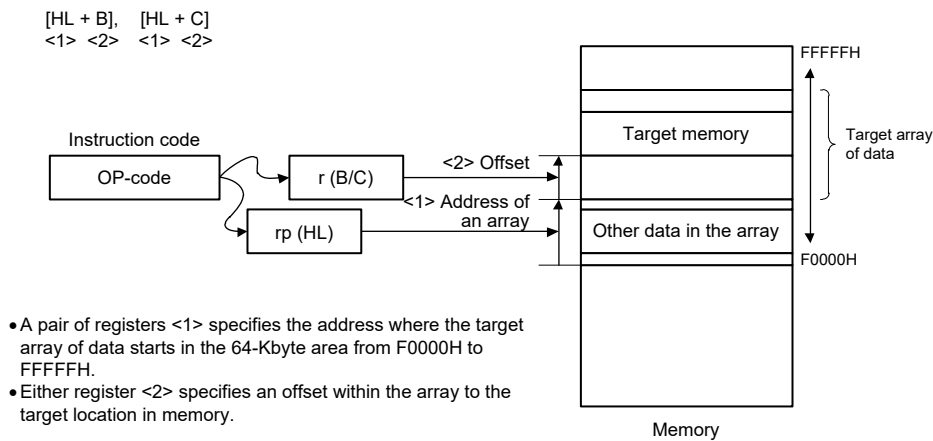 [HL + B], [HL + C]
<1> <2> <1> <2>
FFFFFH
Instruction code
OP-code
r (B/C)
rp (HL)
<2> Offset
<1> Address of
an array
Target memory
Target array
of data
Other data in the array
F0000H
• A pair of registers <1> specifies the address where the target
array of data starts in the 64-Kbyte area from F0000H to
FFFFFH.
• Either register <2> specifies an offset within the array to the
target location in memory.
Memory